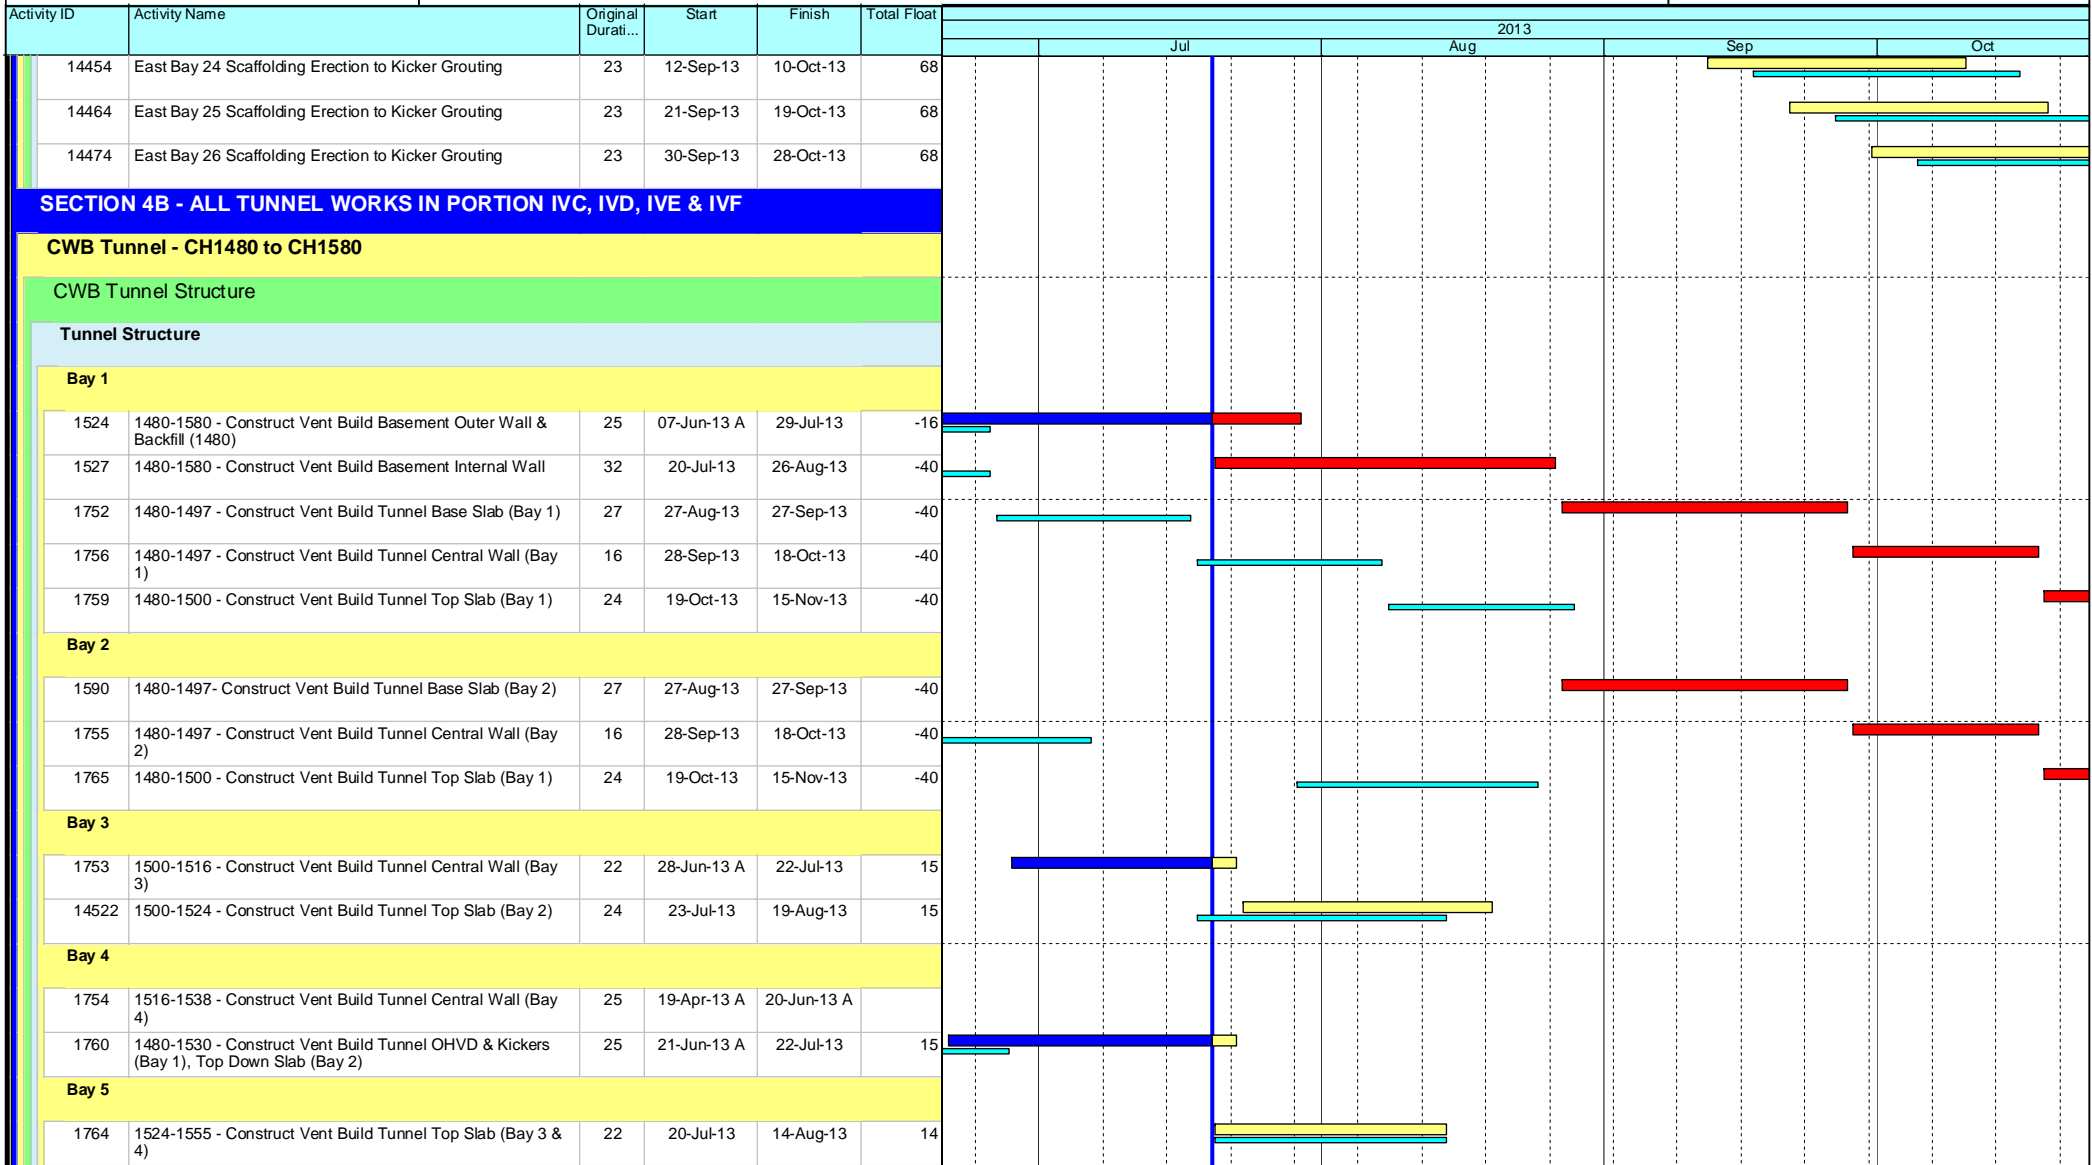 Activity ID Activity Name Original Start Finish Total Float
Durati...
2013
Jul Aug Sep Oct
14454 East Bay 24 Scaffolding Erection to Kicker Grouting 23 12-Sep-13 10-Oct-13 68
14464 East Bay 25 Scaffolding Erection to Kicker Grouting 23 21-Sep-13 19-Oct-13 68
14474 East Bay 26 Scaffolding Erection to Kicker Grouting 23 30-Sep-13 28-Oct-13 68
SECTION 4B - ALL TUNNEL WORKS IN PORTION IVC, IVD, IVE & IVF
CWB Tunnel - CH1480 to CH1580
CWB Tunnel Structure
Tunnel Structure
Bay 1
1524 1480-1580 - Construct Vent Build Basement Outer Wall & 25 07-Jun-13 A 29-Jul-13 -16
Backfill (1480)
1527 1480-1580 - Construct Vent Build Basement Internal Wall 32 20-Jul-13 26-Aug-13 -40
1752 1480-1497 - Construct Vent Build Tunnel Base Slab (Bay 1) 27 27-Aug-13 27-Sep-13 -40
1756 1480-1497 - Construct Vent Build Tunnel Central Wall (Bay 16 28-Sep-13 18-Oct-13 -40
1)
1759 1480-1500 - Construct Vent Build Tunnel Top Slab (Bay 1) 24 19-Oct-13 15-Nov-13 -40
Bay 2
1590 1480-1497- Construct Vent Build Tunnel Base Slab (Bay 2) 27 27-Aug-13 27-Sep-13 -40
1755 1480-1497 - Construct Vent Build Tunnel Central Wall (Bay 16 28-Sep-13 18-Oct-13 -40
2)
1765 1480-1500 - Construct Vent Build Tunnel Top Slab (Bay 1) 24 19-Oct-13 15-Nov-13 -40
Bay 3
1753 1500-1516 - Construct Vent Build Tunnel Central Wall (Bay 22 28-Jun-13 A 22-Jul-13 15
3)
14522 1500-1524 - Construct Vent Build Tunnel Top Slab (Bay 2) 24 23-Jul-13 19-Aug-13 15
Bay 4
1754 1516-1538 - Construct Vent Build Tunnel Central Wall (Bay 25 19-Apr-13 A 20-Jun-13 A
4)
1760 1480-1530 - Construct Vent Build Tunnel OHVD & Kickers 25 21-Jun-13 A 22-Jul-13 15
(Bay 1), Top Down Slab (Bay 2)
Bay 5
1764 1524-1555 - Construct Vent Build Tunnel Top Slab (Bay 3 & 22 20-Jul-13 14-Aug-13 14
4)